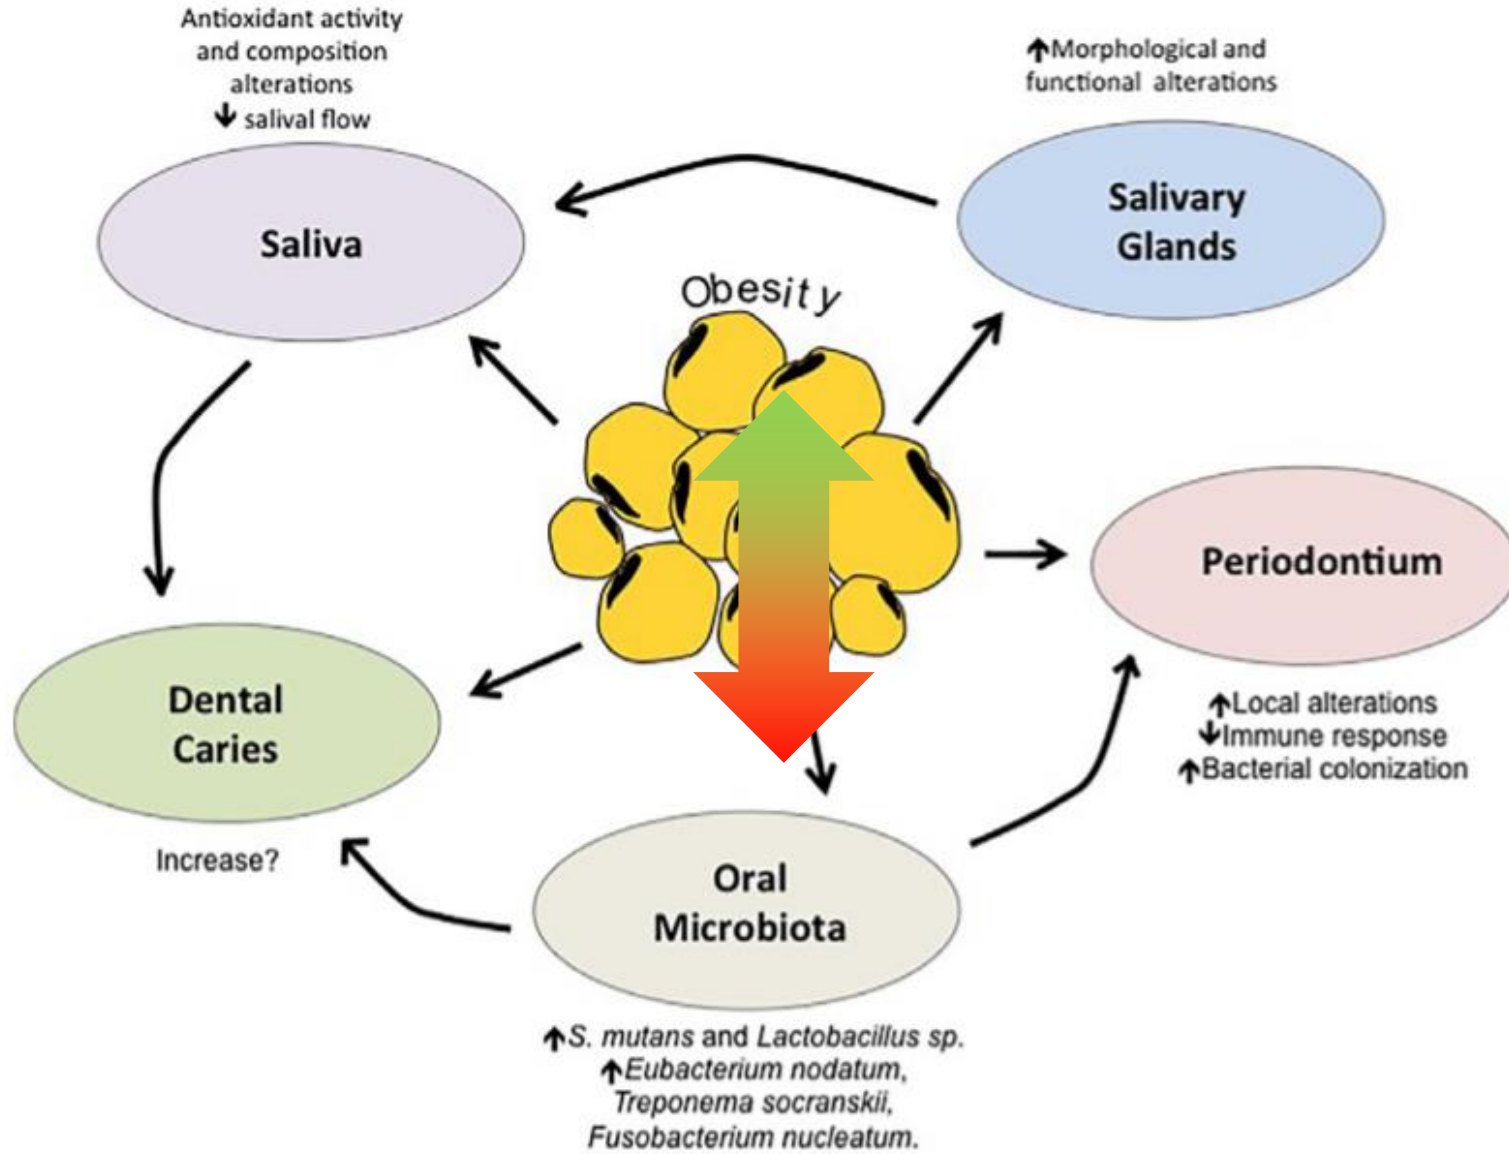 Antioxidant activity
and composition
alterations
↓ salival flow
Saliva
↑Morphological and
functional alterations
Salivary
Glands
Obesity
Periodontium
↑Local alterations
↓Immune response
↑Bacterial colonization
Dental
Caries
Increase?
Oral
Microbiota
↑S. mutans and Lactobacillus sp.
↑Eubacterium nodatum,
Treponema socranskii,
Fusobacterium nucleatum.